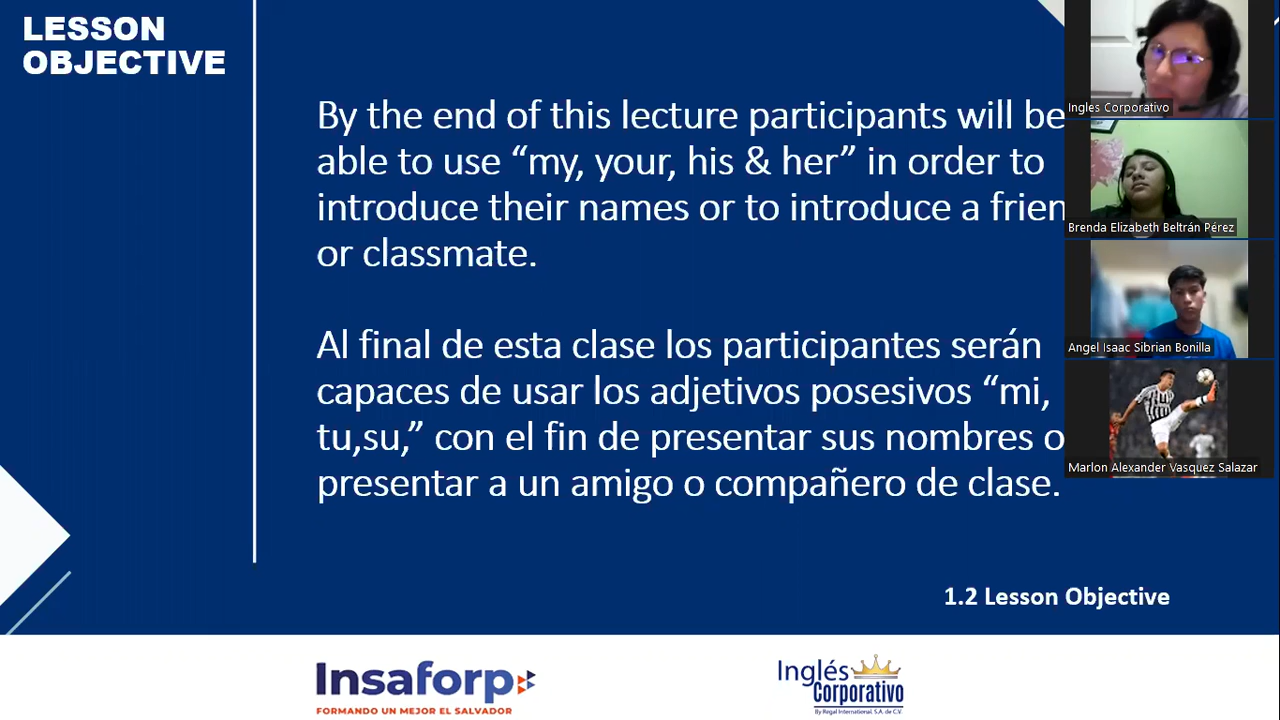 LESSON
OBJECTIVE
By the end of this lecture participants will be
able to use “my, your, his & her” in order to
introduce their names or to introduce a frien
or classmate.
Al final de esta clase los participantes serán
capaces de usar los adjetivos posesivos “mi,
tu,su,” con el fin de presentar sus nombres o
presentar a un amigo o compañero de clase.
1.2 Lesson Objective
Insaforp
FORMANDO UN MEJOR EL SALVADOR
Inglés
Corporativo
By Regal International, S.A. de C.V.
Ingles Corporativo
Brenda Elizabeth Beltrán Pérez
Angel Isaac Sibrian Bonilla
Marlon Alexander Vasquez Salazar